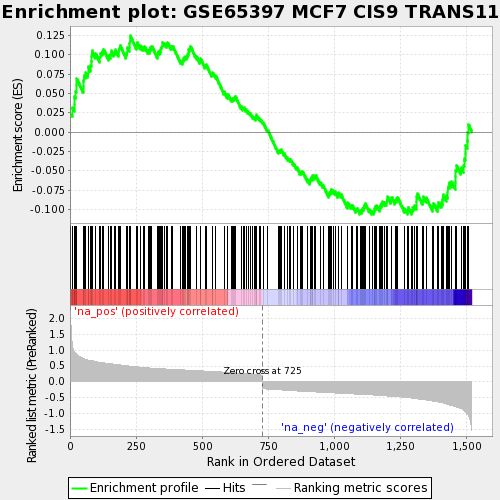 Enrichment plot: GSE65397 MCF7 CIS9 TRANS11
Enrichment score (ES)
0.125
0.100
0.075
0.050
0.025
0.000
-0.025
-0.050
-0.075
-0.100
'na_pos' (positively correlated)
Ranked list metric (PreRanked)
2.0
1.5
1.0
0.5
0.0
-0.5
-1.0
-1.5
Zero cross at 725
'na_neg' (negatively correlated)
0 250 500 750 1,000 1,250 1,500
Rank in Ordered Dataset
Enrichment profile Hits Ranking metric scores